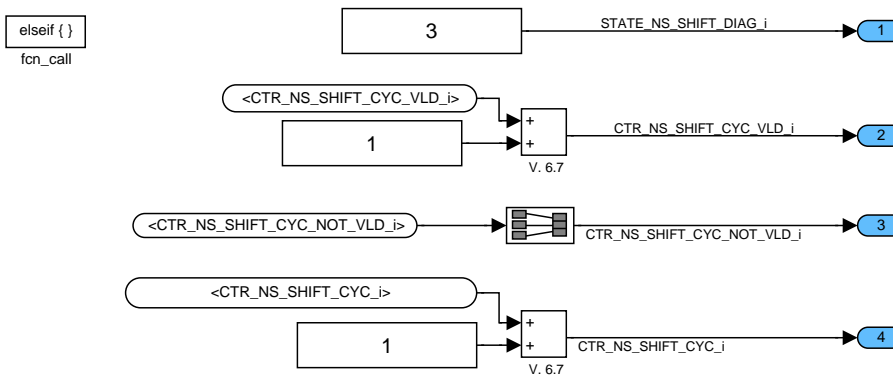 elseif { }
fcn_call
3
STATE_NS_SHIFT_DIAG_i
1
<CTR_NS_SHIFT_CYC_VLD_i>
1
+
+
V. 6.7
CTR_NS_SHIFT_CYC_VLD_i
2
<CTR_NS_SHIFT_CYC_NOT_VLD_i>
CTR_NS_SHIFT_CYC_NOT_VLD_i
3
<CTR_NS_SHIFT_CYC_i>
1
+
+
V. 6.7
CTR_NS_SHIFT_CYC_i
4